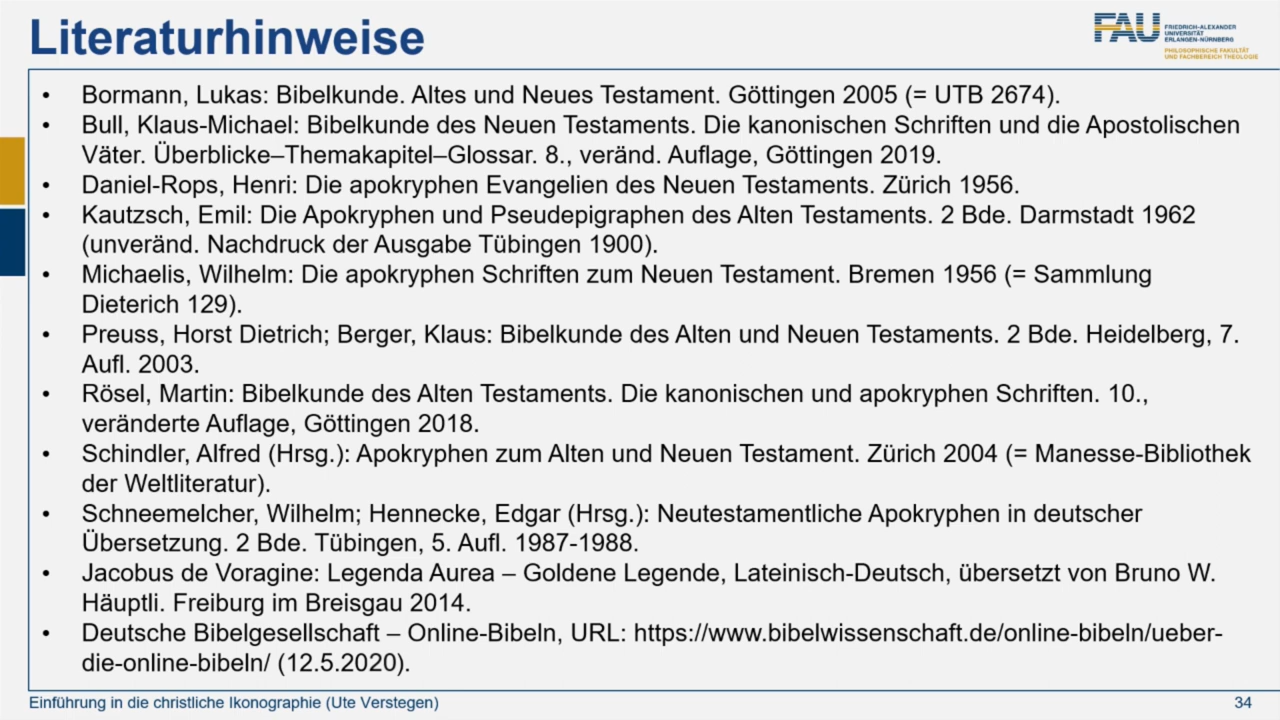 Literaturhinweise
FAU FRIEDRICH-ALEXANDER
UNIVERSITÄT
ERLANGEN-NÜRNBERG
PHILOSOPHISCHE FAKULTÄT
UND FACHBEREICH THEOLOGIE
• Bormann, Lukas: Bibelkunde. Altes und Neues Testament. Göttingen 2005 (= UTB 2674).
• Bull, Klaus-Michael: Bibelkunde des Neuen Testaments. Die kanonischen Schriften und die Apostolischen
Väter. Überblicke–Themakapitel–Glossar. 8., veränd. Auflage, Göttingen 2019.
• Daniel-Rops, Henri: Die apokryphen Evangelien des Neuen Testaments. Zürich 1956.
• Kautzsch, Emil: Die Apokryphen und Pseudepigraphen des Alten Testaments. 2 Bde. Darmstadt 1962
(unveränd. Nachdruck der Ausgabe Tübingen 1900).
• Michaelis, Wilhelm: Die apokryphen Schriften zum Neuen Testament. Bremen 1956 (= Sammlung
Dieterich 129).
• Preuss, Horst Dietrich; Berger, Klaus: Bibelkunde des Alten und Neuen Testaments. 2 Bde. Heidelberg, 7.
Aufl. 2003.
• Rösel, Martin: Bibelkunde des Alten Testaments. Die kanonischen und apokryphen Schriften. 10.,
veränderte Auflage, Göttingen 2018.
• Schindler, Alfred (Hrsg.): Apokryphen zum Alten und Neuen Testament. Zürich 2004 (= Manesse-Bibliothek
der Weltliteratur).
• Schneemelcher, Wilhelm; Hennecke, Edgar (Hrsg.): Neutestamentliche Apokryphen in deutscher
Übersetzung. 2 Bde. Tübingen, 5. Aufl. 1987-1988.
• Jacobus de Voragine: Legenda Aurea – Goldene Legende, Lateinisch-Deutsch, übersetzt von Bruno W.
Häuptli. Freiburg im Breisgau 2014.
• Deutsche Bibelgesellschaft – Online-Bibeln, URL: https://www.bibelwissenschaft.de/online-bibeln/ueber-
die-online-bibeln/ (12.5.2020).
Einführung in die christliche Ikonographie (Ute Verstegen)
34